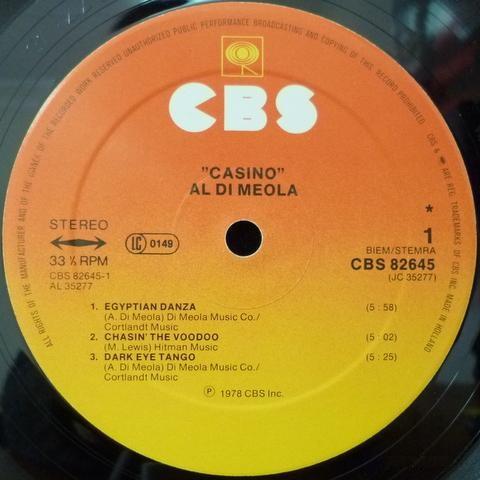 ALL RIGHTS OF THE MANUFACTURER AND OF THE OWNER OF THE RECORDED WORK RESERVED UNAUTHORIZED PUBLIC PERFORMANCE BROADCASTING AND COPYING OF THIS RECORD PROHIBITED.
CBS & ARE REG. TRADEMARKS OF CBS INC. MADE IN HOLLAND
CBS
"CASINO"
AL DI MEOLA
STEREO
33 ⅓ RPM
CBS 82645-1
AL 35277
LC 0149
*
1
BIEM/STEMRA
CBS 82645
(JC 35277)
1. EGYPTIAN DANZA (5 : 58)
(A. Di Meola) Di Meola Music Co./
Cortlandt Music
2. CHASIN' THE VOODOO (5 : 02)
(M. Lewis) Hitman Music
3. DARK EYE TANGO (5 : 25)
(A. Di Meola) Di Meola Music Co./
Cortlandt Music
Ⓟ 1978 CBS Inc.